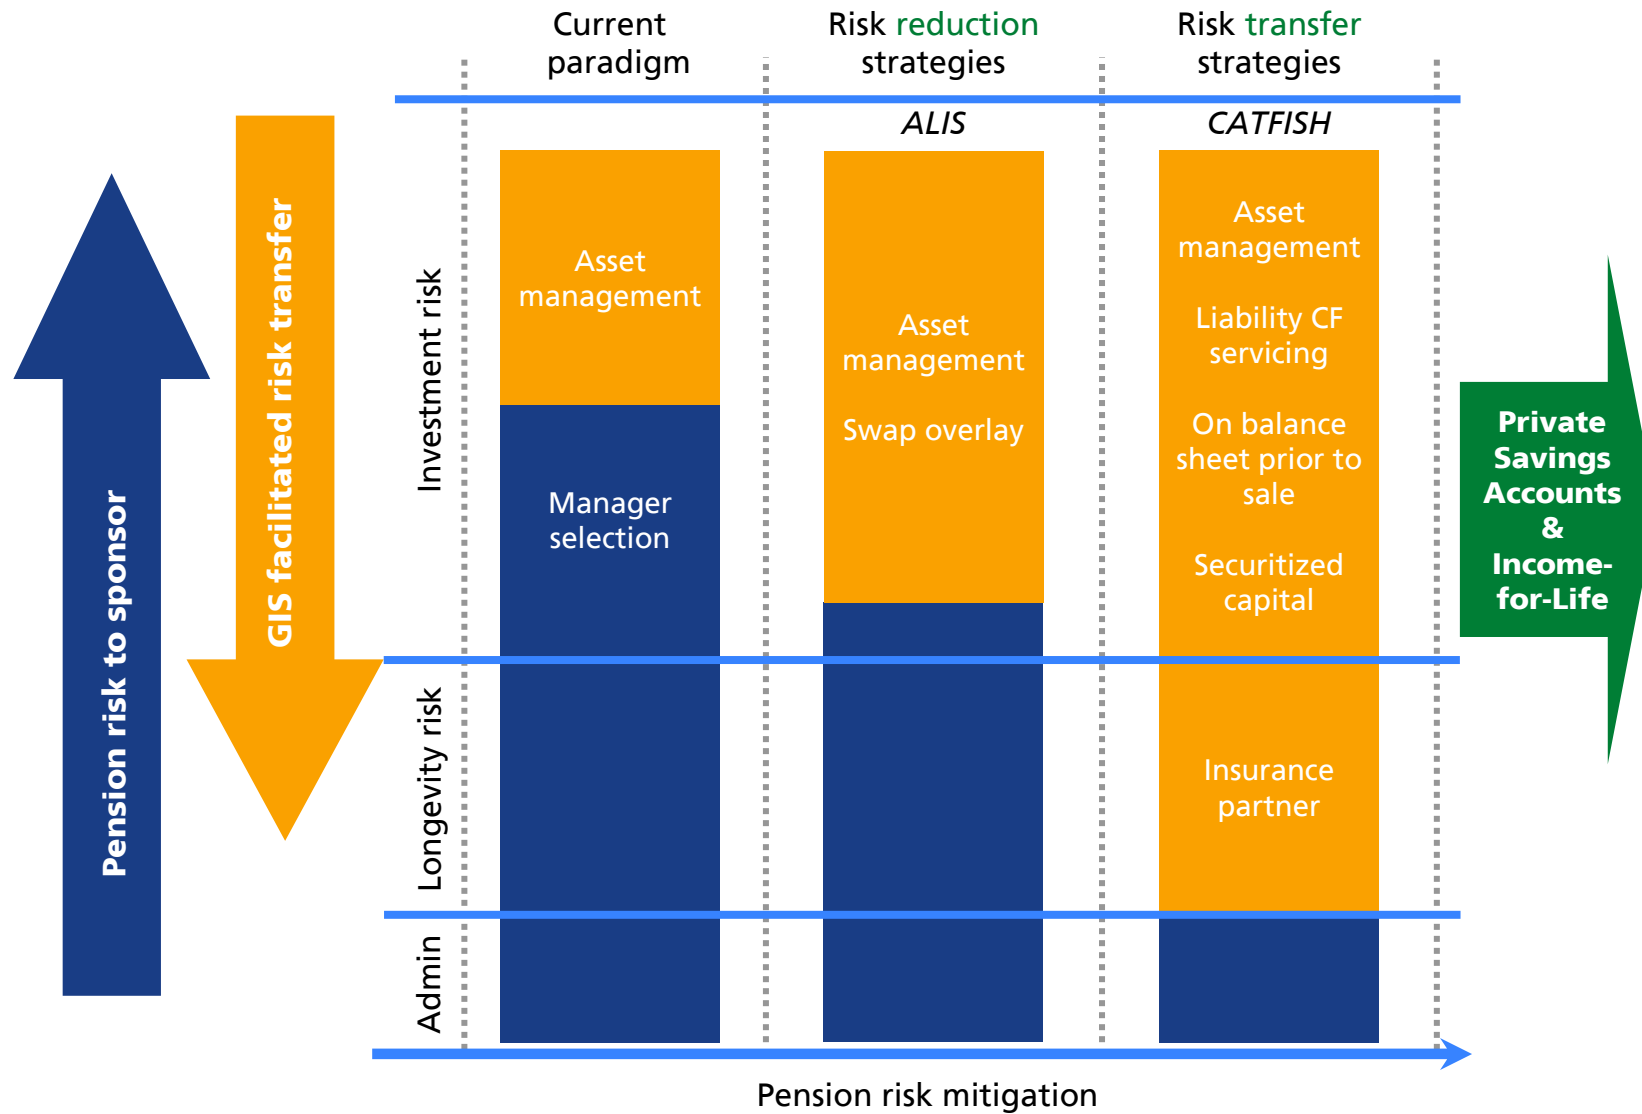 Current
paradigm
Risk reduction
strategies
Risk transfer
strategies
ALIS
CATFISH
Pension risk to sponsor
GIS facilitated risk transfer
Investment risk
Longevity risk
Admin
Asset
management
Manager
selection
Asset
management
Swap overlay
Asset
management
Liability CF
servicing
On balance
sheet prior to
sale
Securitized
capital
Insurance
partner
Private
Savings
Accounts
&
Income-
for-Life
Pension risk mitigation